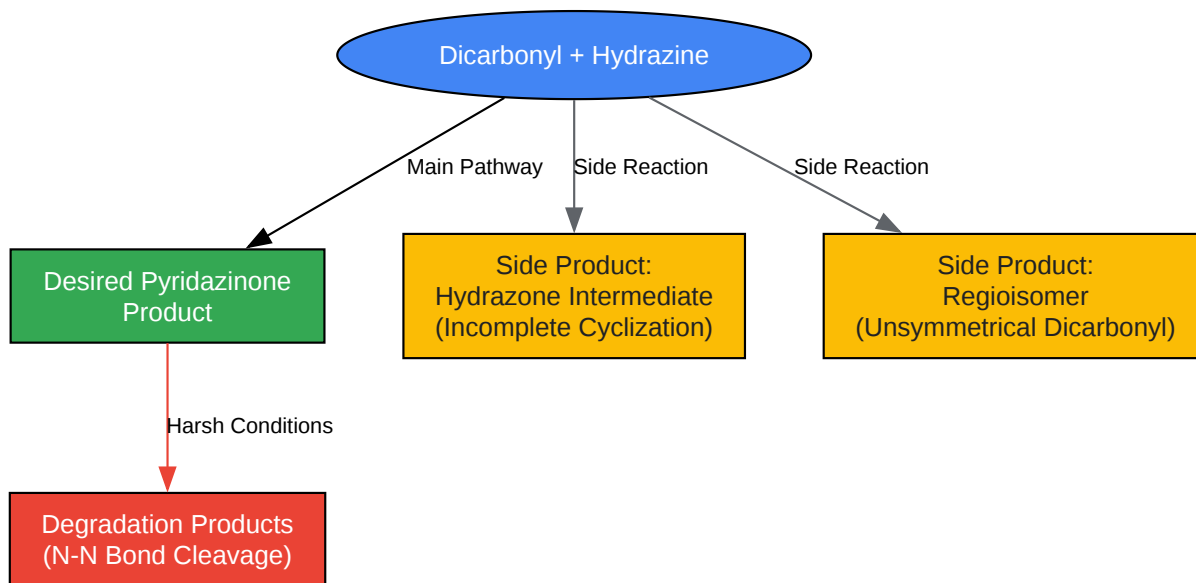 Dicarbonyl + Hydrazine
Main Pathway
Side Reaction
Side Reaction
Desired Pyridazinone
Product
Side Product:
Hydrazone Intermediate
(Incomplete Cyclization)
Side Product:
Regioisomer
(Unsymmetrical Dicarbonyl)
Harsh Conditions
Degradation Products
(N-N Bond Cleavage)